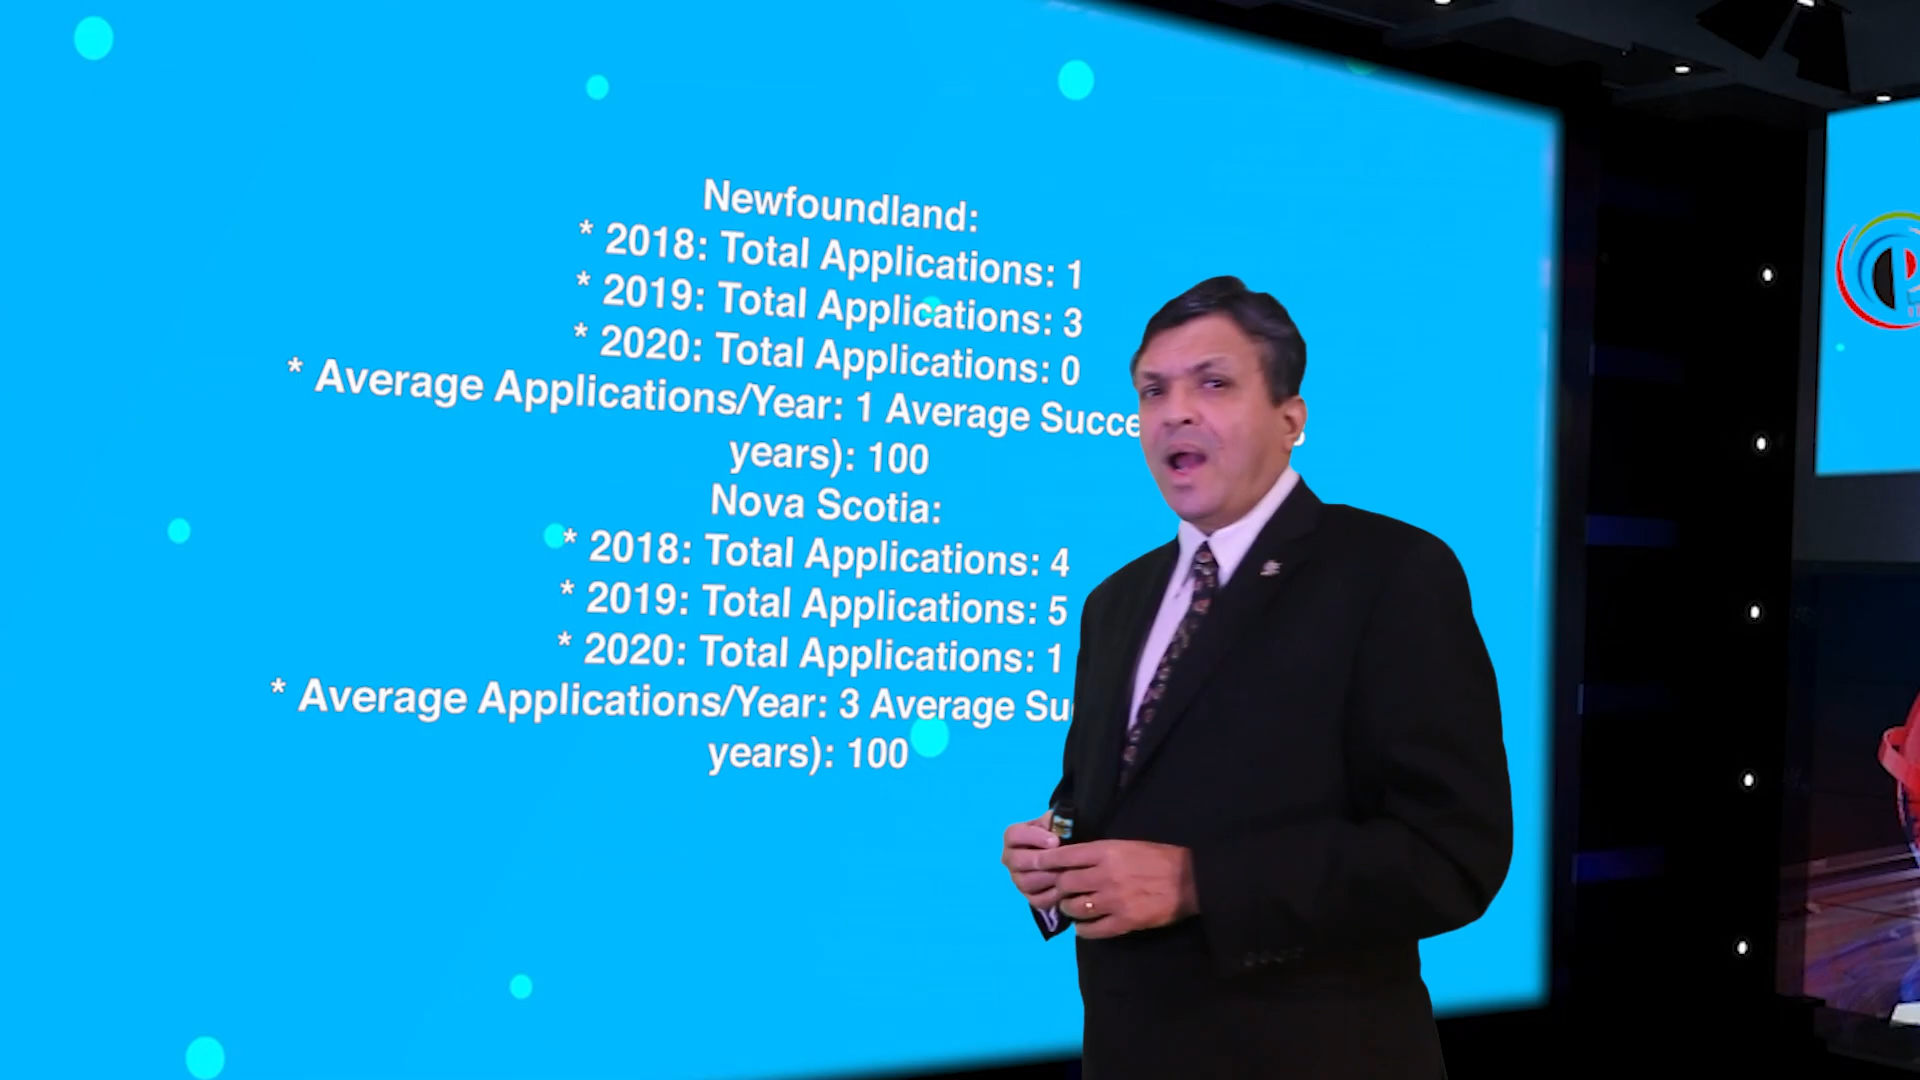 Newfoundland:
* 2018: Total Applications: 1
* 2019: Total Applications: 3
* 2020: Total Applications: 0
* Average Applications/Year: 1 Average
years): 100
Nova Scotia:
* 2018: Total Applications: 4
* 2019: Total Applications: 5
* 2020: Total Applications: 1
* Average Applications/Year: 3 Average
years): 100